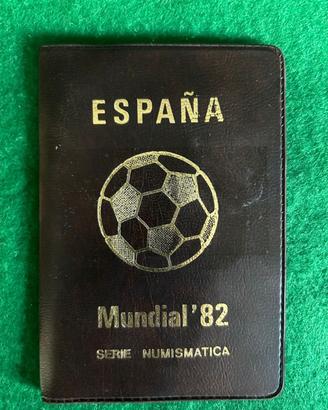 ESPAÑA
Mundial '82
SERIE NUMISMATICA